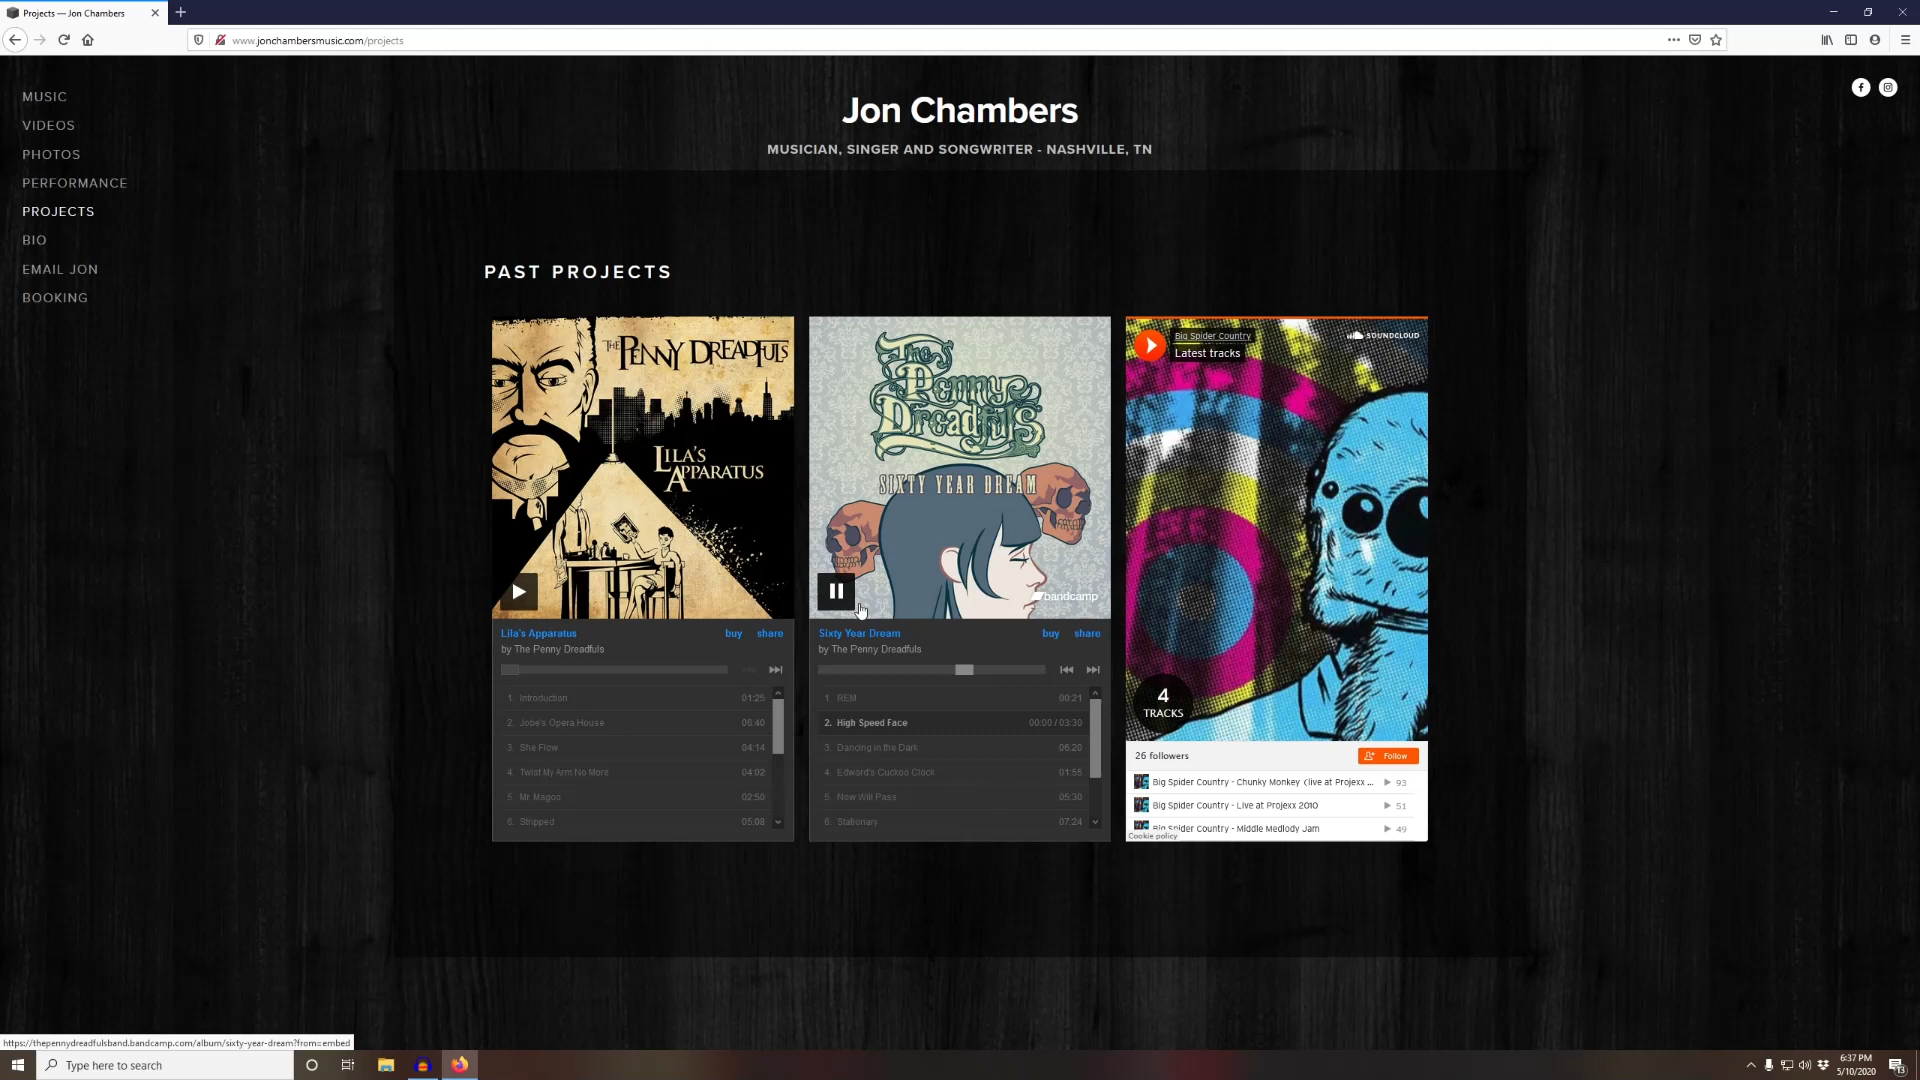 Projects — Jon Chambers
www.jonchambersmusic.com/projects
MUSIC
VIDEOS
PHOTOS
PERFORMANCE
PROJECTS
BIO
EMAIL JON
BOOKING
Jon Chambers
MUSICIAN, SINGER AND SONGWRITER - NASHVILLE, TN
PAST PROJECTS
THE PENNY DREADFULS
LILA'S
APPARATUS
Lila's Apparatus
buy share
by The Penny Dreadfuls
1. Introduction 01:25
2. Jobe's Opera House 06:40
3. She Flow 04:14
4. Twist My Arm No More 04:02
5. Mr Magoo 02:50
6. Stripped 05:08
The
Penny
Dreadfuls
SIXTY YEAR DREAM
bandcamp
Sixty Year Dream
buy share
by The Penny Dreadfuls
1. REM 00:21
2. High Speed Face 00:00 / 03:30
3. Dancing in the Dark 06:20
4. Edward's Cuckoo Clock 01:55
5. Now Will Pass 05:30
6. Stationary 07:24
Big Spider Country
Latest tracks
SOUNDCLOUD
4
TRACKS
26 followers
Follow
Big Spider Country - Chunky Monkey (live at Projexx ... 93
Big Spider Country - Live at Projexx 2010 51
Big Spider Country - Middle Medlody Jam 49
Cookie policy
https://thepennydreadfulsband.bandcamp.com/album/sixty-year-dream?from=embed
Type here to search
6:37 PM
5/10/2020
13